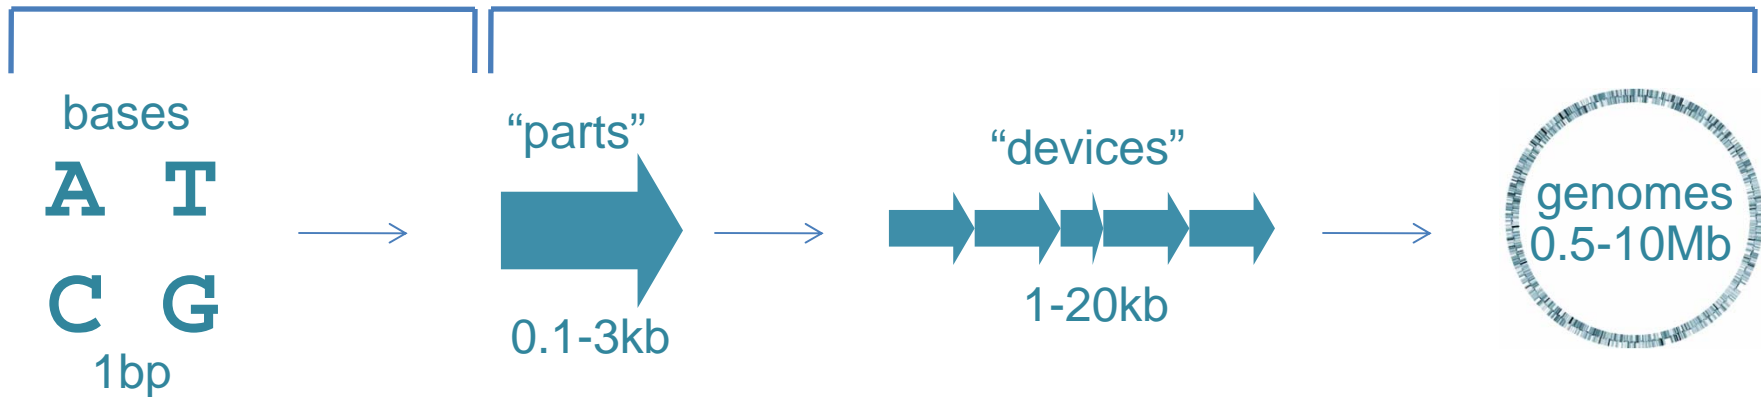 bases
A T
C G
1bp
“parts”
0.1-3kb
“devices”
1-20kb
genomes
0.5-10Mb